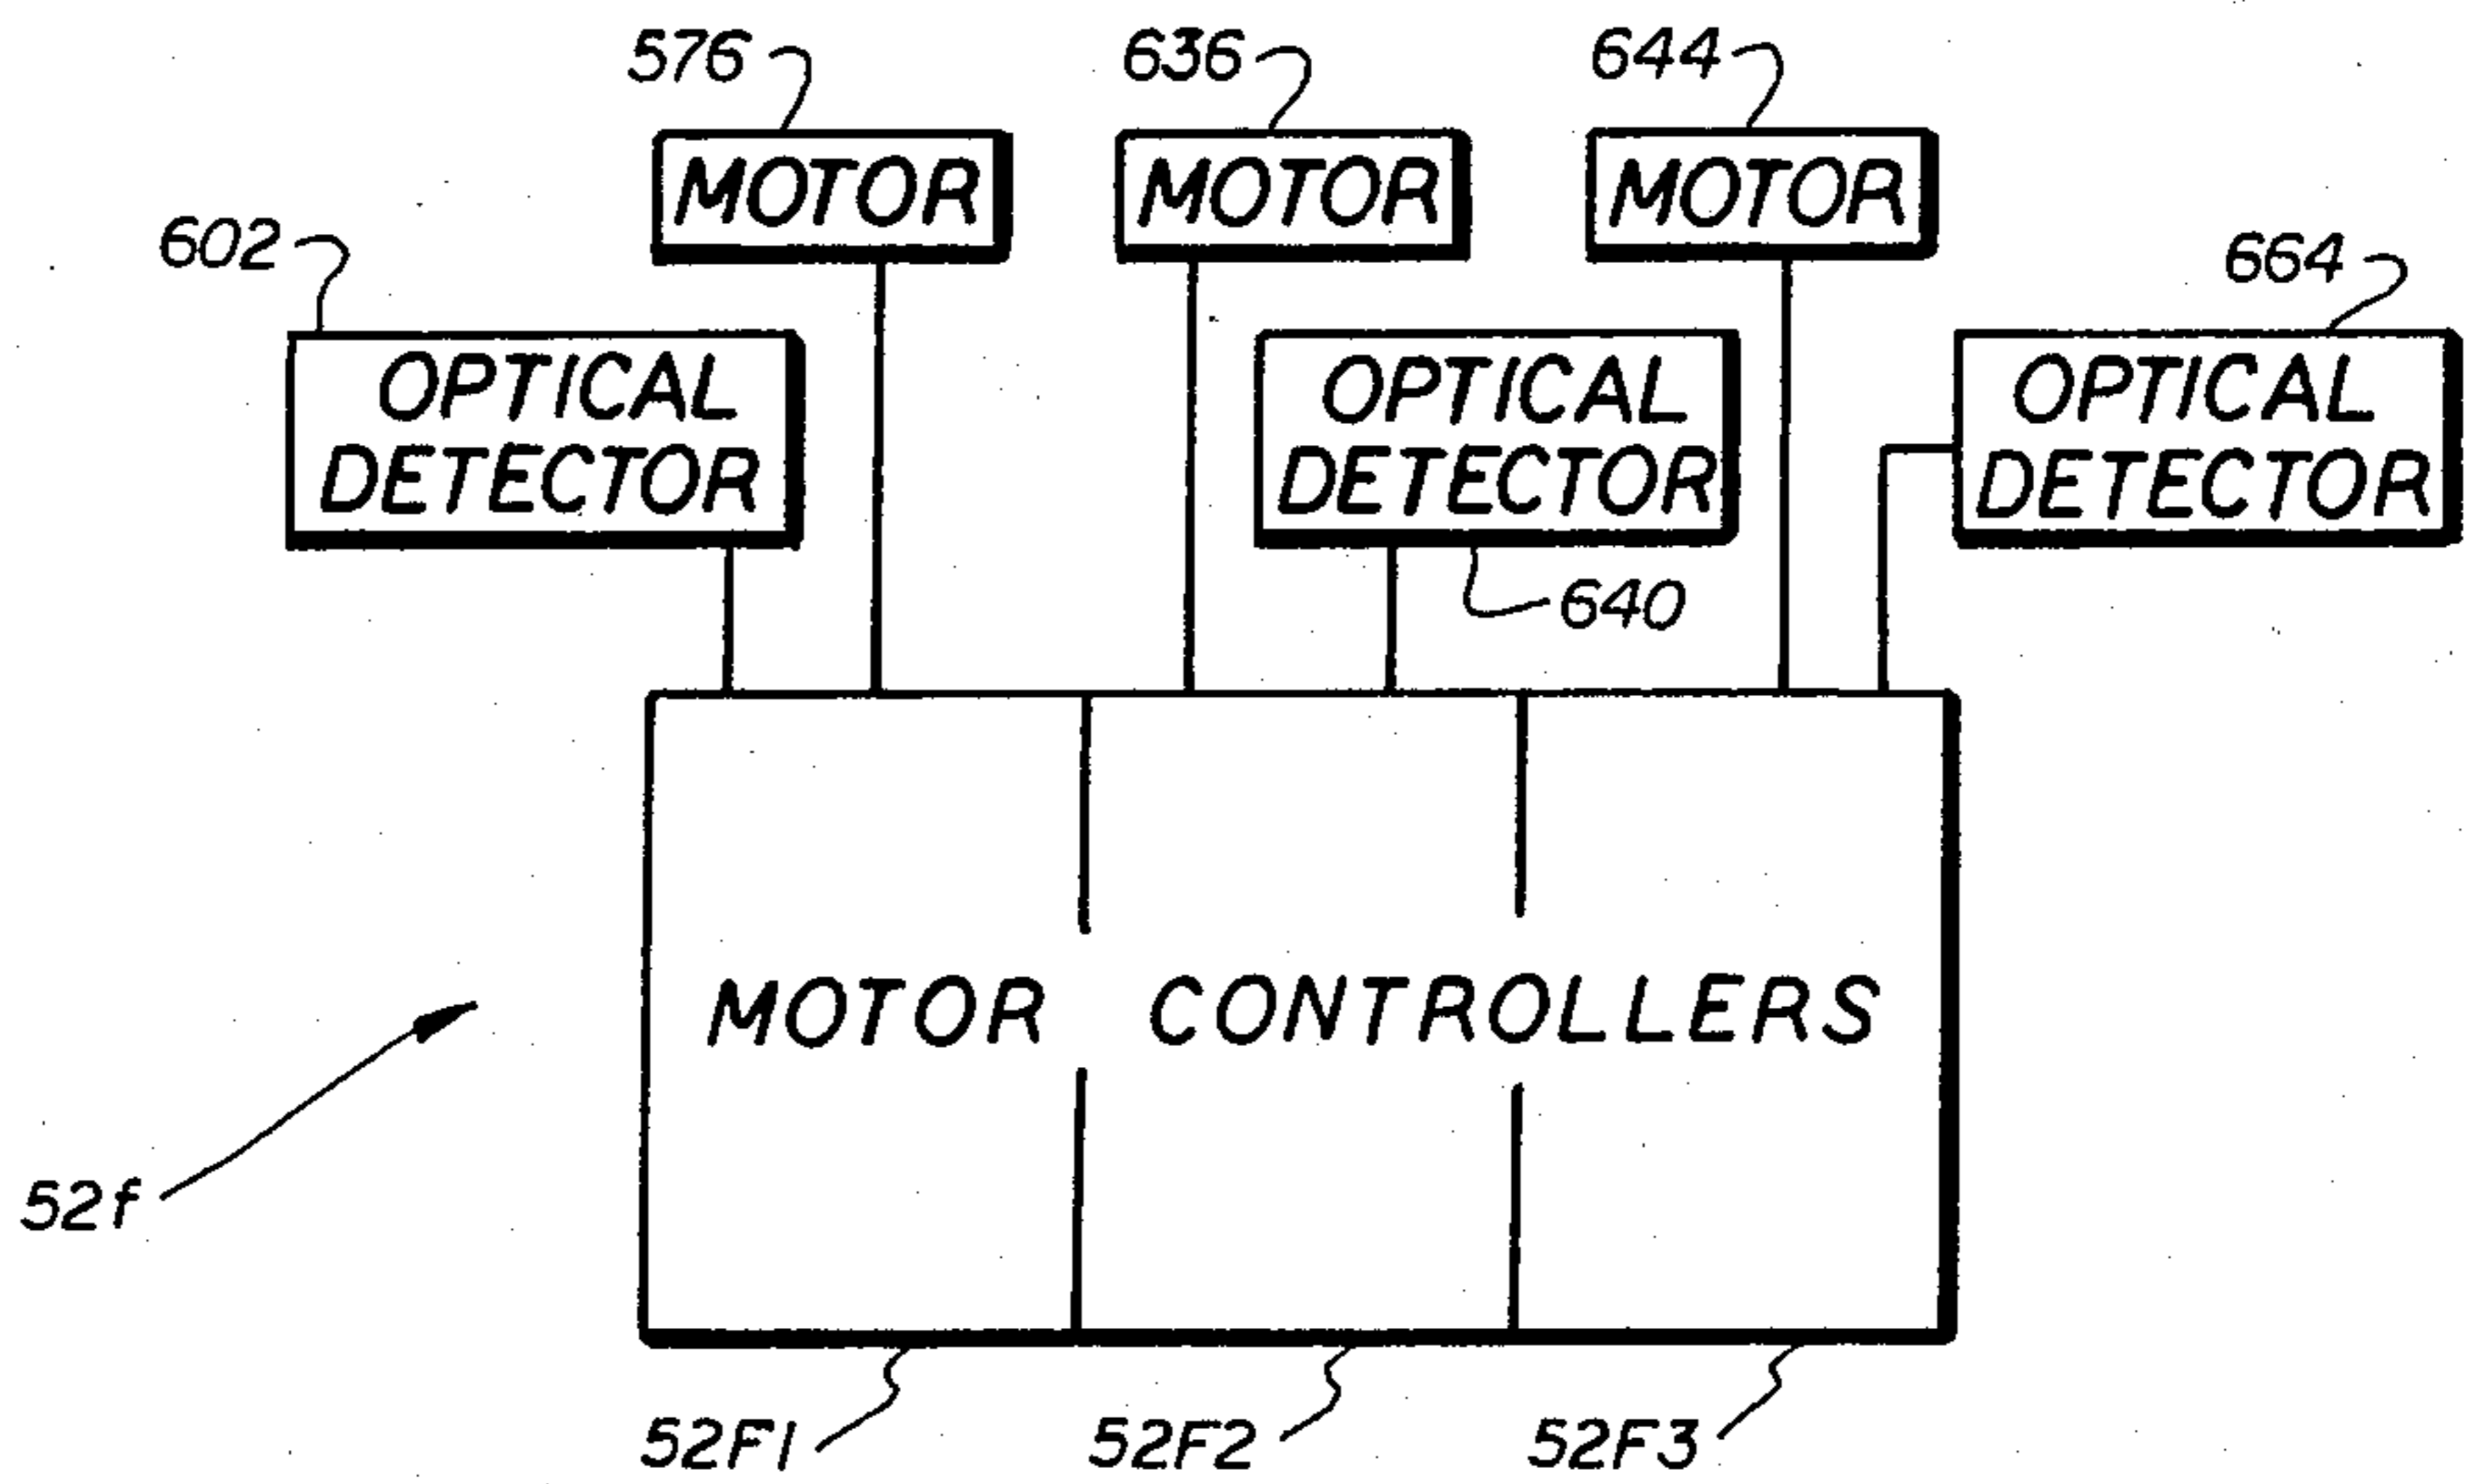 576
636
644
MOTOR
MOTOR
MOTOR
602
664
OPTICAL
DETECTOR
OPTICAL
DETECTOR
OPTICAL
DETECTOR
640
MOTOR CONTROLLERS
52f
52F1
52F2
52F3